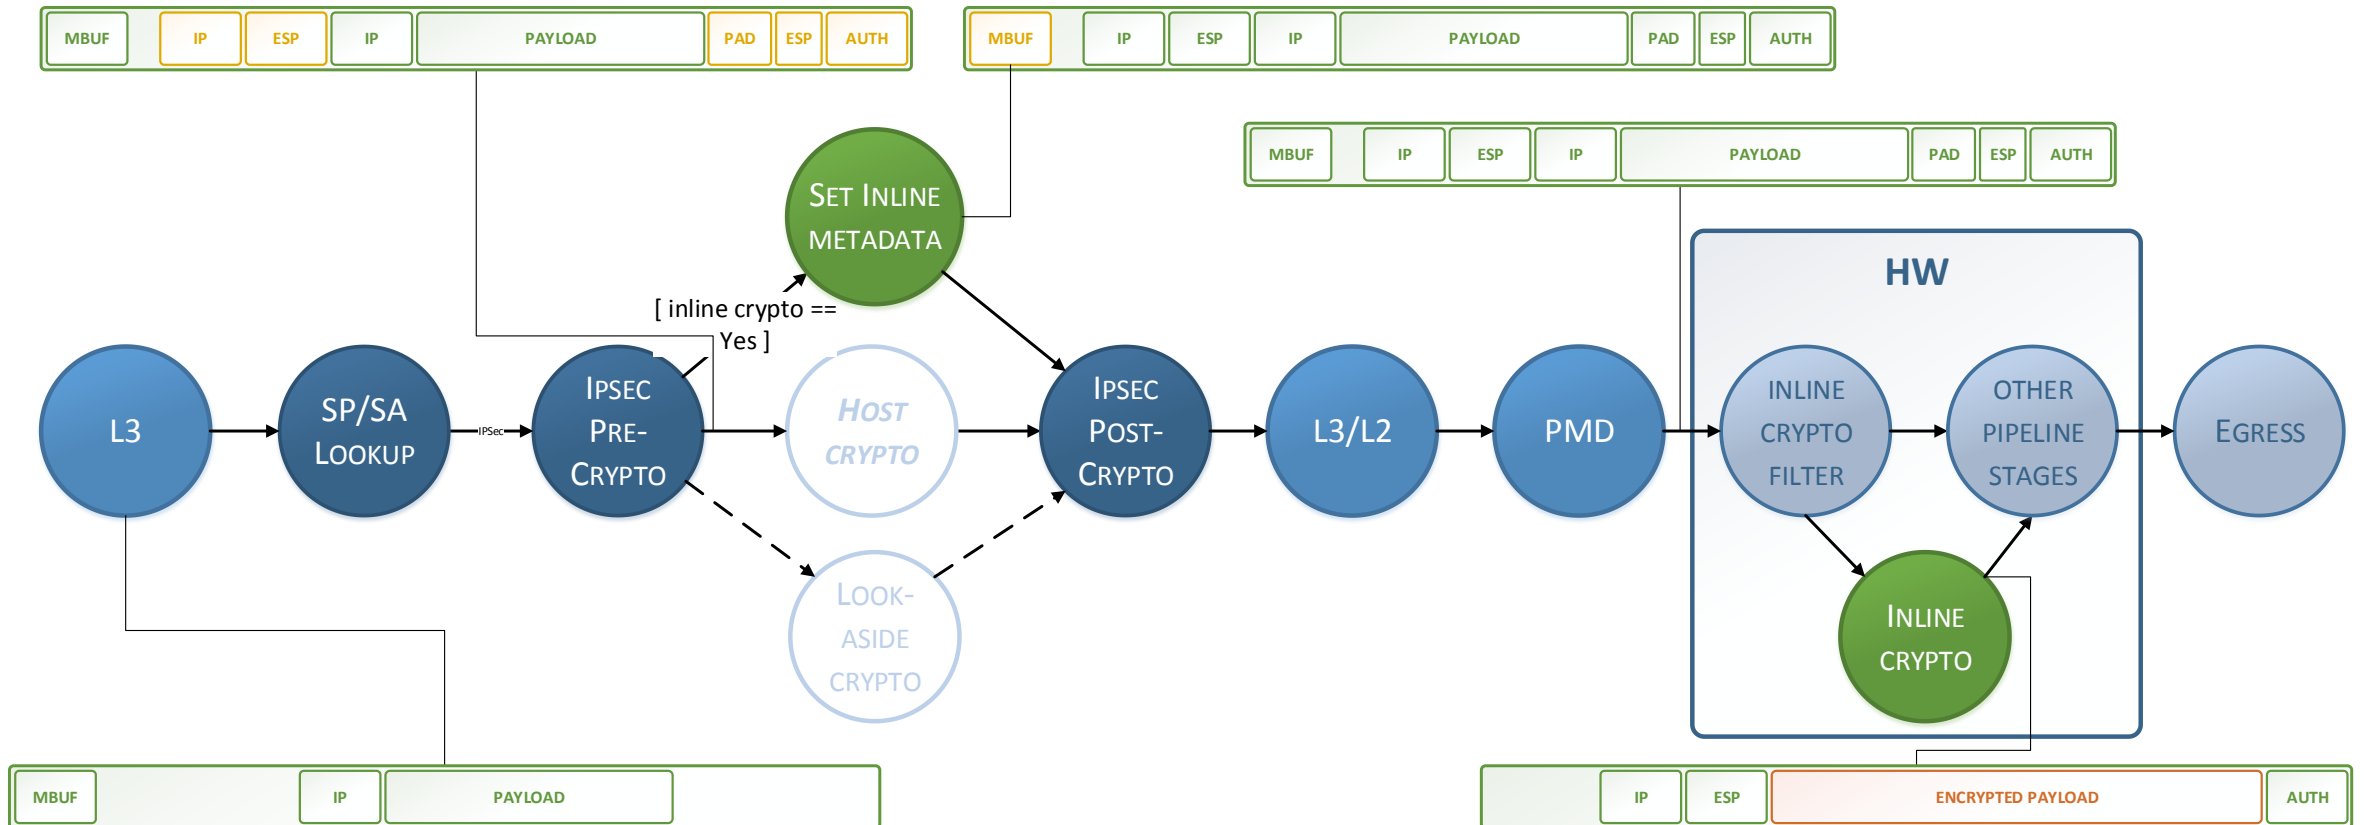 MBUF IP ESP IP PAYLOAD PAD ESP AUTH
MBUF IP ESP IP PAYLOAD PAD ESP AUTH
MBUF IP ESP IP PAYLOAD PAD ESP AUTH
SET INLINE
METADATA
[ inline crypto ==
Yes ]
HW
L3
SP/SA
LOOKUP
IPSec
IPSEC
PRE-
CRYPTO
HOST
CRYPTO
IPSEC
POST-
CRYPTO
L3/L2
PMD
INLINE
CRYPTO
FILTER
OTHER
PIPELINE
STAGES
EGRESS
LOOK-
ASIDE
CRYPTO
INLINE
CRYPTO
MBUF IP PAYLOAD
IP ESP ENCRYPTED PAYLOAD AUTH